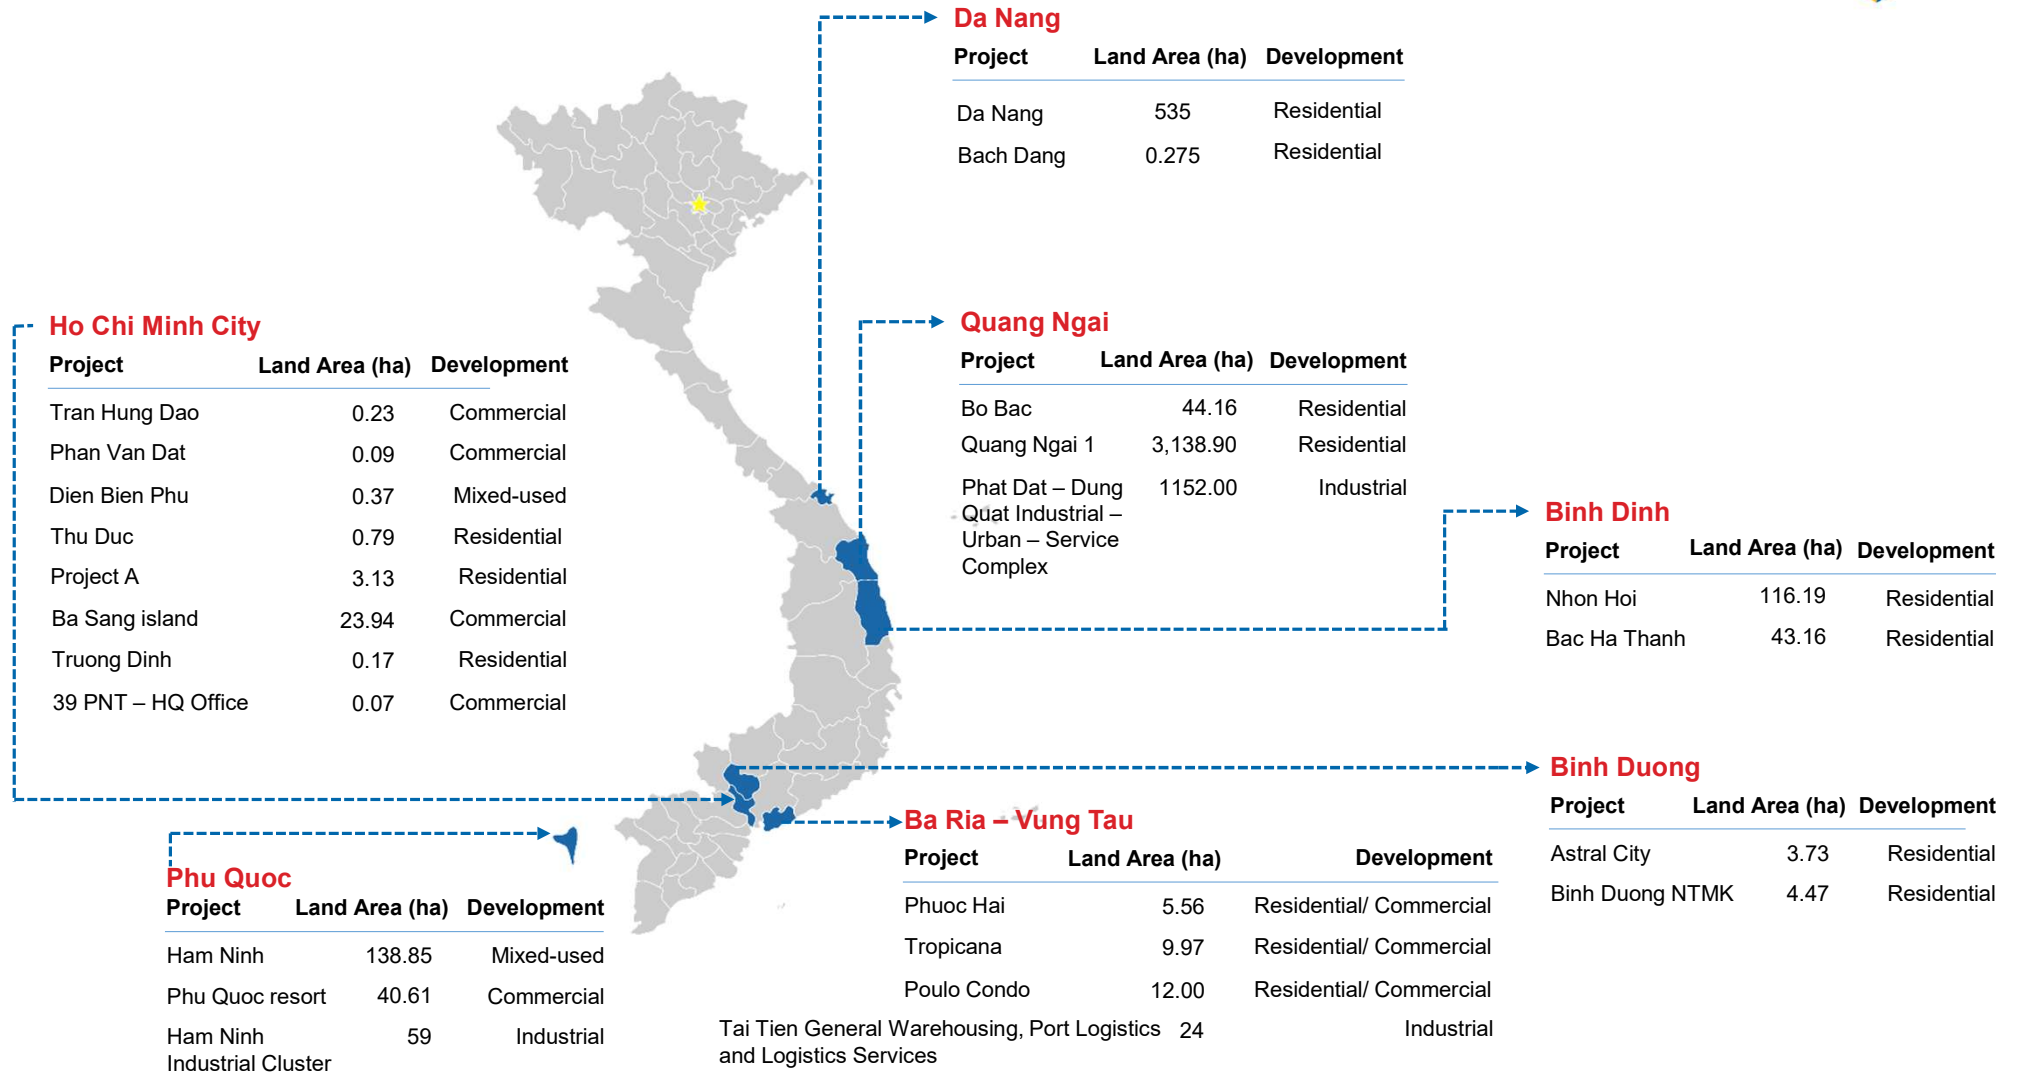 Da Nang
Project Land Area (ha) Development
Da Nang 535 Residential
Bach Dang 0.275 Residential
Ho Chi Minh City
Project Land Area (ha) Development
Tran Hung Dao 0.23 Commercial
Phan Van Dat 0.09 Commercial
Dien Bien Phu 0.37 Mixed-used
Thu Duc 0.79 Residential
Project A 3.13 Residential
Ba Sang island 23.94 Commercial
Truong Dinh 0.17 Residential
39 PNT – HQ Office 0.07 Commercial
Quang Ngai
Project Land Area (ha) Development
Bo Bac 44.16 Residential
Quang Ngai 1 3,138.90 Residential
Phat Dat – Dung 1152.00 Industrial
Quat Industrial –
Urban – Service
Complex
Binh Dinh
Project Land Area (ha) Development
Nhon Hoi 116.19 Residential
Bac Ha Thanh 43.16 Residential
Binh Duong
Project Land Area (ha) Development
Astral City 3.73 Residential
Binh Duong NTMK 4.47 Residential
Phu Quoc
Project Land Area (ha) Development
Ham Ninh 138.85 Mixed-used
Phu Quoc resort 40.61 Commercial
Ham Ninh 59 Industrial
Industrial Cluster
Ba Ria – Vung Tau
Project Land Area (ha) Development
Phuoc Hai 5.56 Residential/ Commercial
Tropicana 9.97 Residential/ Commercial
Poulo Condo 12.00 Residential/ Commercial
Tai Tien General Warehousing, Port Logistics 24 Industrial
and Logistics Services